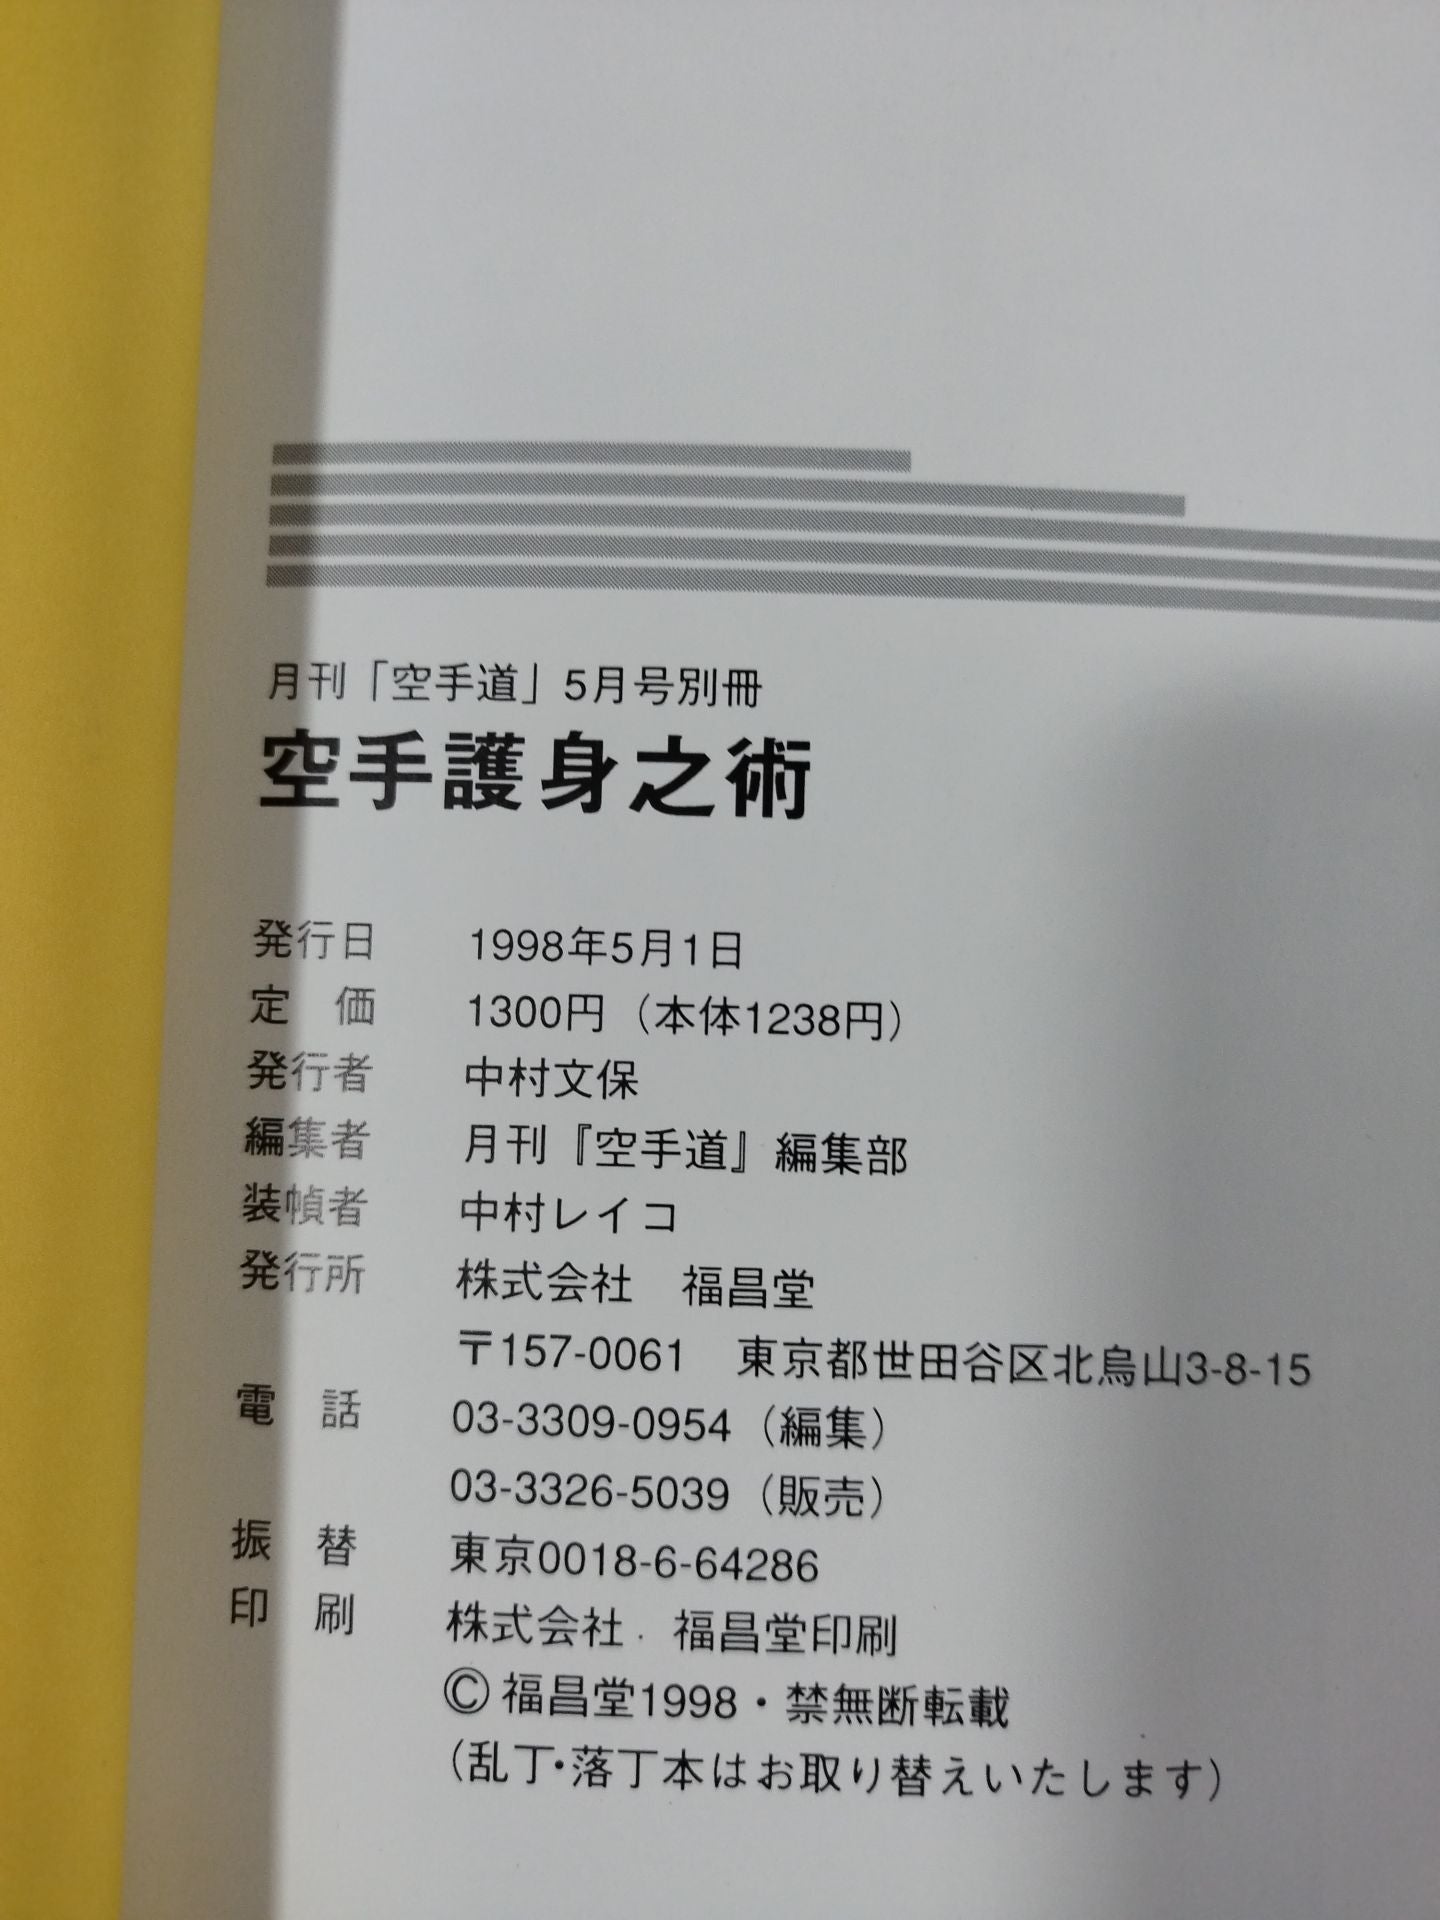 月刊「空手道」5月号別冊
空手護身之術
発行日 1998年5月1日
定 価 1300円（本体1238円）
発行者 中村文保
編集者 月刊『空手道』編集部
装幀者 中村レイコ
発行所 株式会社 福昌堂
〒157-0061 東京都世田谷区北烏山3-8-15
電 話 03-3309-0954（編集）
03-3326-5039（販売）
振 替 東京0018-6-64286
印 刷 株式会社 福昌堂印刷
©福昌堂1998・禁無断転載
（乱丁・落丁本はお取り替えいたします）